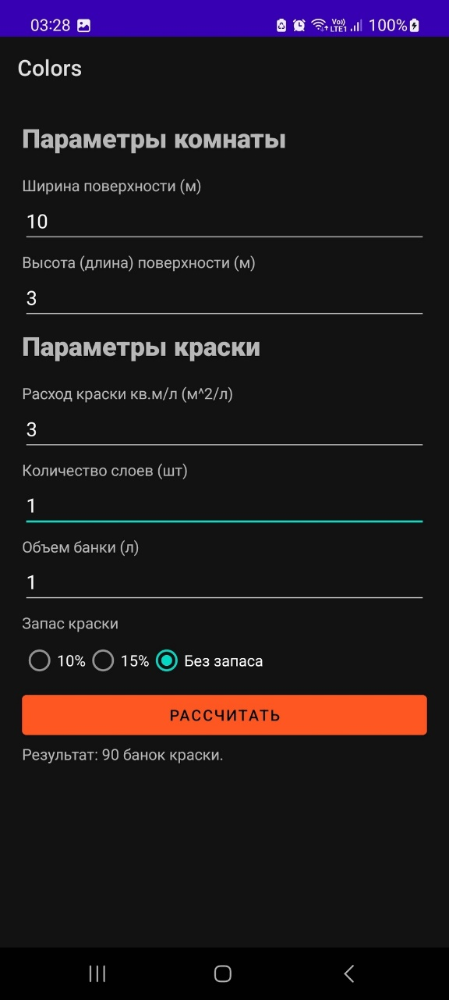 03:28 Vo)) LTE1 100%
Colors
Параметры комнаты
Ширина поверхности (м)
10
Высота (длина) поверхности (м)
3
Параметры краски
Расход краски кв.м/л (м^2/л)
3
Количество слоев (шт)
1
Объем банки (л)
1
Запас краски
10% 15% Без запаса
РАССЧИТАТЬ
Результат: 90 банок краски.